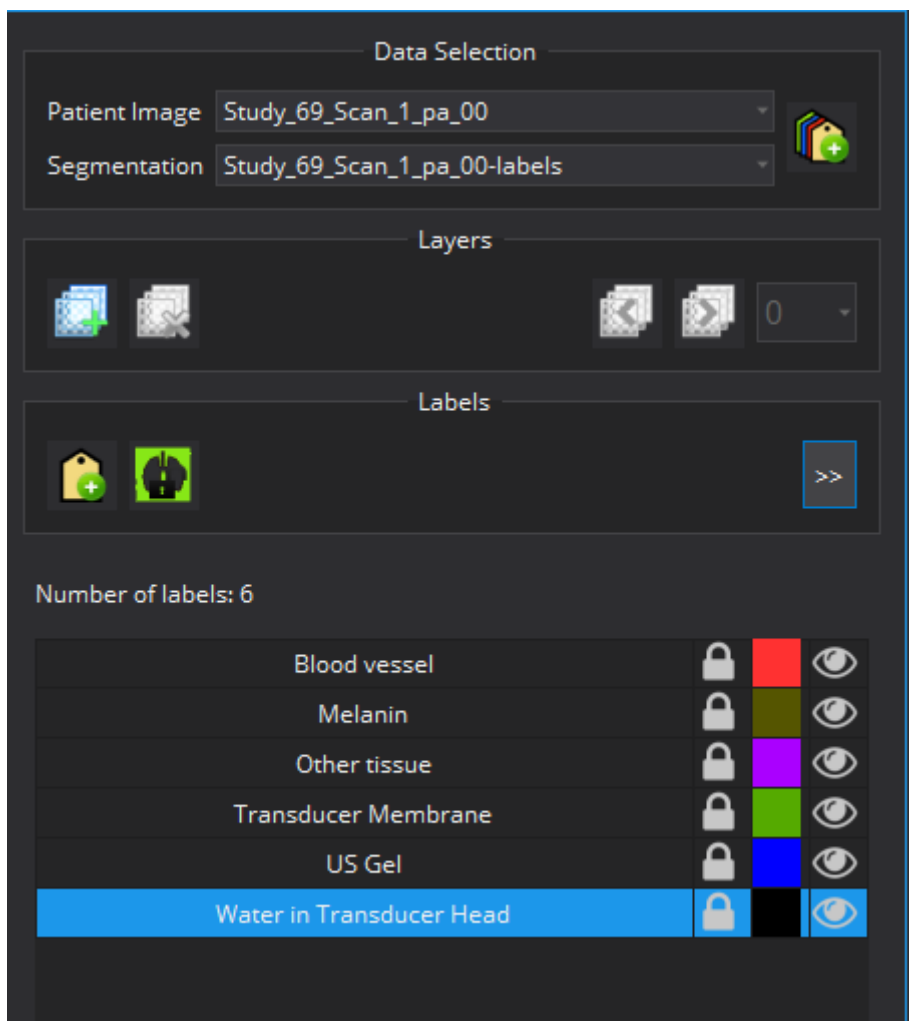 Data Selection
Patient Image Study_69_Scan_1_pa_00
Segmentation Study_69_Scan_1_pa_00-labels
Layers
0
Labels
>>
Number of labels: 6
Blood vessel
Melanin
Other tissue
Transducer Membrane
US Gel
Water in Transducer Head